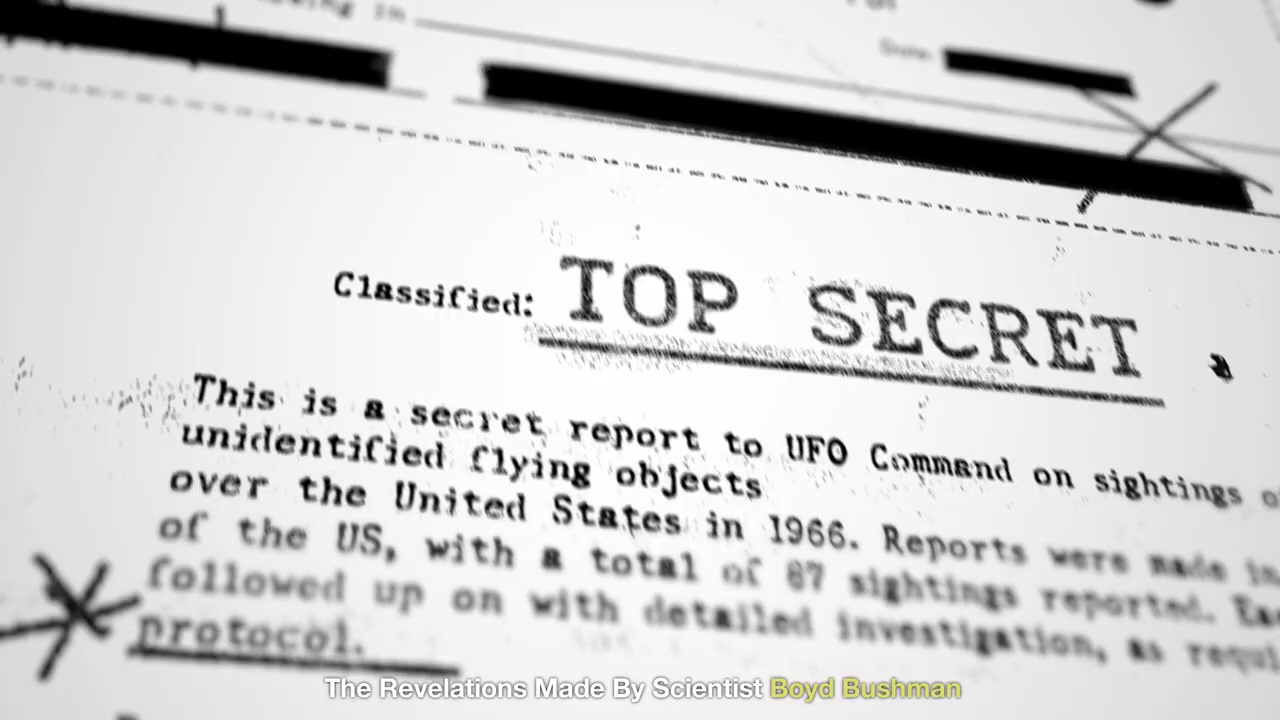 Date:
Classified: TOP SECRET
This is a secret report to UFO Command on sightings
unidentified flying objects
over the United States in 1966. Reports were made in
of the US, with a total of 87 sightings reported.
followed up on with detailed investigation, as
protocol.
The Revelations Made By Scientist Boyd Bushman